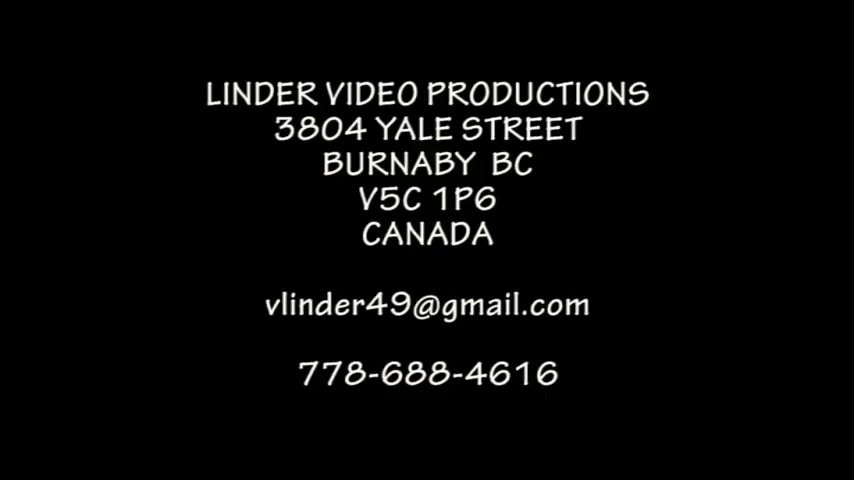 LINDER VIDEO PRODUCTIONS
3804 YALE STREET
BURNABY BC
V5C 1P6
CANADA
vlinder49@gmail.com
778-688-4616